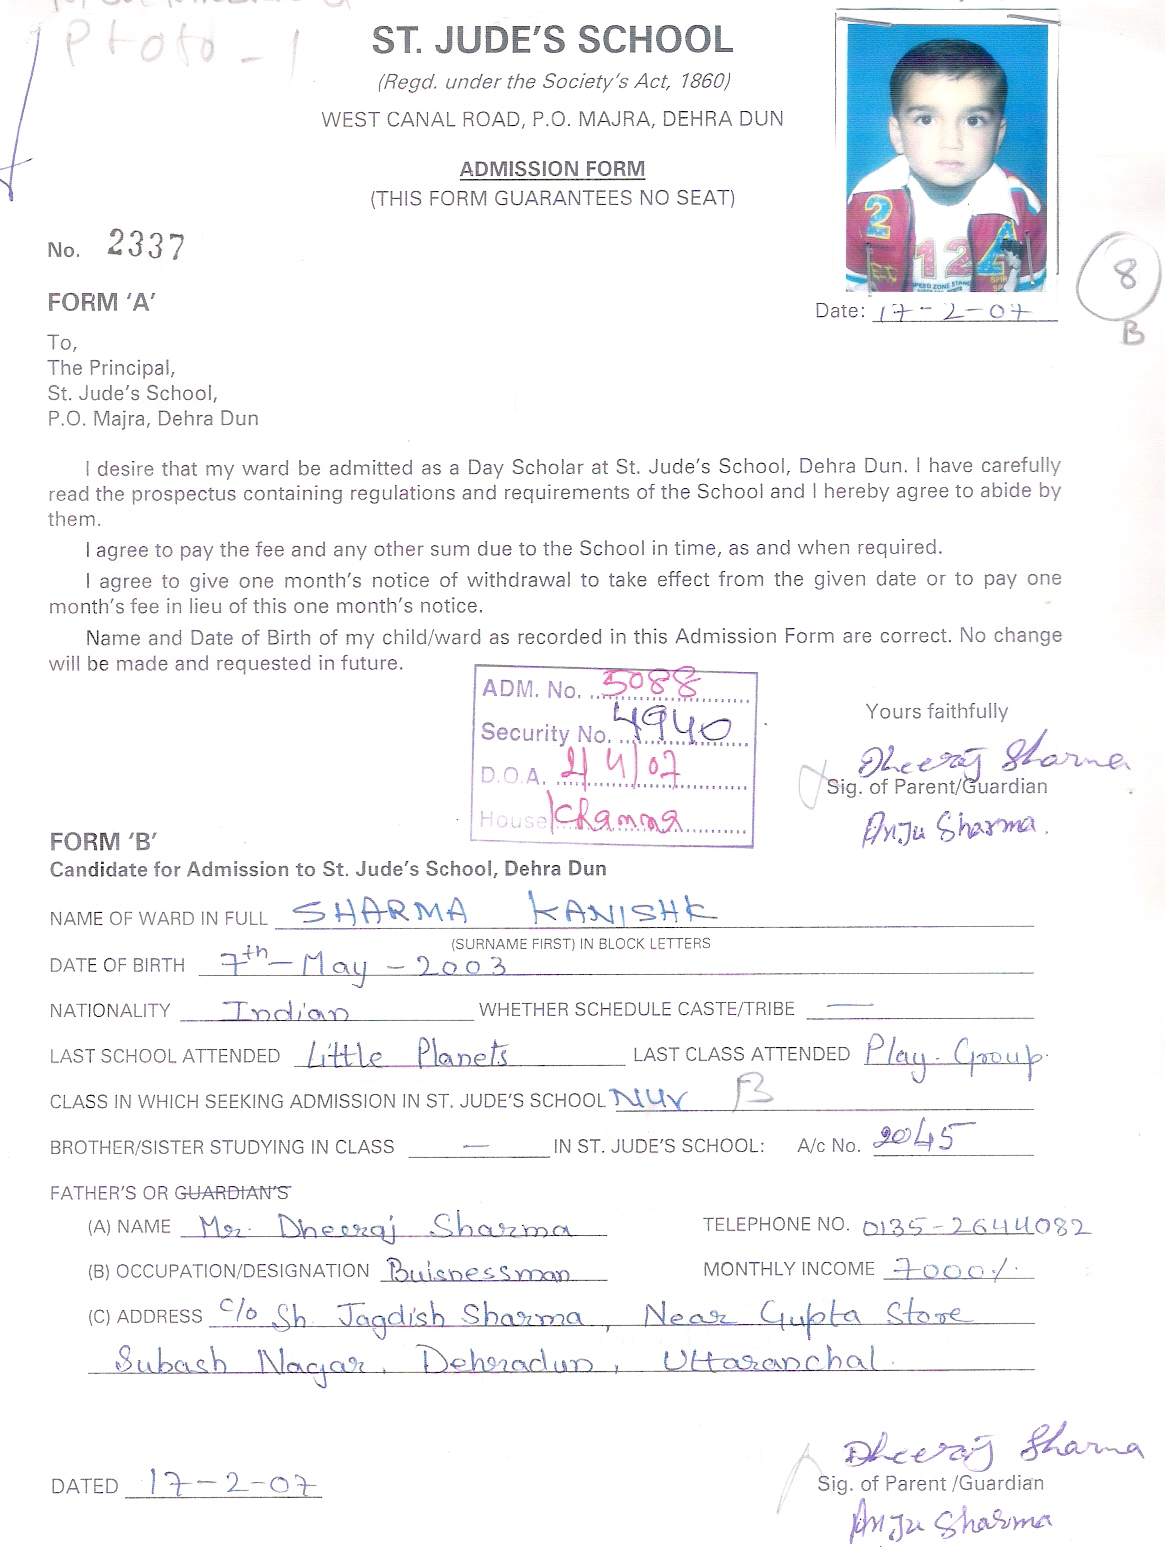 Photo - 1
ST. JUDE'S SCHOOL
(Regd. under the Society's Act, 1860)
WEST CANAL ROAD, P.O. MAJRA, DEHRA DUN
ADMISSION FORM
(THIS FORM GUARANTEES NO SEAT)
2
12
SPEED ZONE
No. 2337
8
B
Date: 17-2-07
FORM 'A'
To,
The Principal,
St. Jude's School,
P.O. Majra, Dehra Dun
I desire that my ward be admitted as a Day Scholar at St. Jude's School, Dehra Dun. I have carefully
read the prospectus containing regulations and requirements of the School and I hereby agree to abide by
them.
I agree to pay the fee and any other sum due to the School in time, as and when required.
I agree to give one month's notice of withdrawal to take effect from the given date or to pay one
month's fee in lieu of this one month's notice.
Name and Date of Birth of my child/ward as recorded in this Admission Form are correct. No change
will be made and requested in future.
ADM. No. 5088
Security No. 4940
D.O.A. 2/4/07
House
Yours faithfully
Dheeraj Sharma
Sig. of Parent/Guardian
Anju Sharma.
FORM 'B'
Candidate for Admission to St. Jude's School, Dehra Dun
NAME OF WARD IN FULL SHARMA KANISHK
(SURNAME FIRST) IN BLOCK LETTERS
DATE OF BIRTH 7th - May - 2003
NATIONALITY Indian WHETHER SCHEDULE CASTE/TRIBE —
LAST SCHOOL ATTENDED Little Planets LAST CLASS ATTENDED Play-Group.
CLASS IN WHICH SEEKING ADMISSION IN ST. JUDE'S SCHOOL Nur B
BROTHER/SISTER STUDYING IN CLASS — IN ST. JUDE'S SCHOOL: A/c No. 2045
FATHER'S OR GUARDIAN'S
(A) NAME Mr. Dheeraj Sharma TELEPHONE NO. 0135-2644082
(B) OCCUPATION/DESIGNATION Buisnessman MONTHLY INCOME 7000/.
(C) ADDRESS C/o Sh Jagdish Sharma, Near Gupta Store
Subash Nagar, Dehradun, Uttaranchal.
DATED 17-2-07
Dheeraj Sharma
Sig. of Parent /Guardian
Anju Sharma